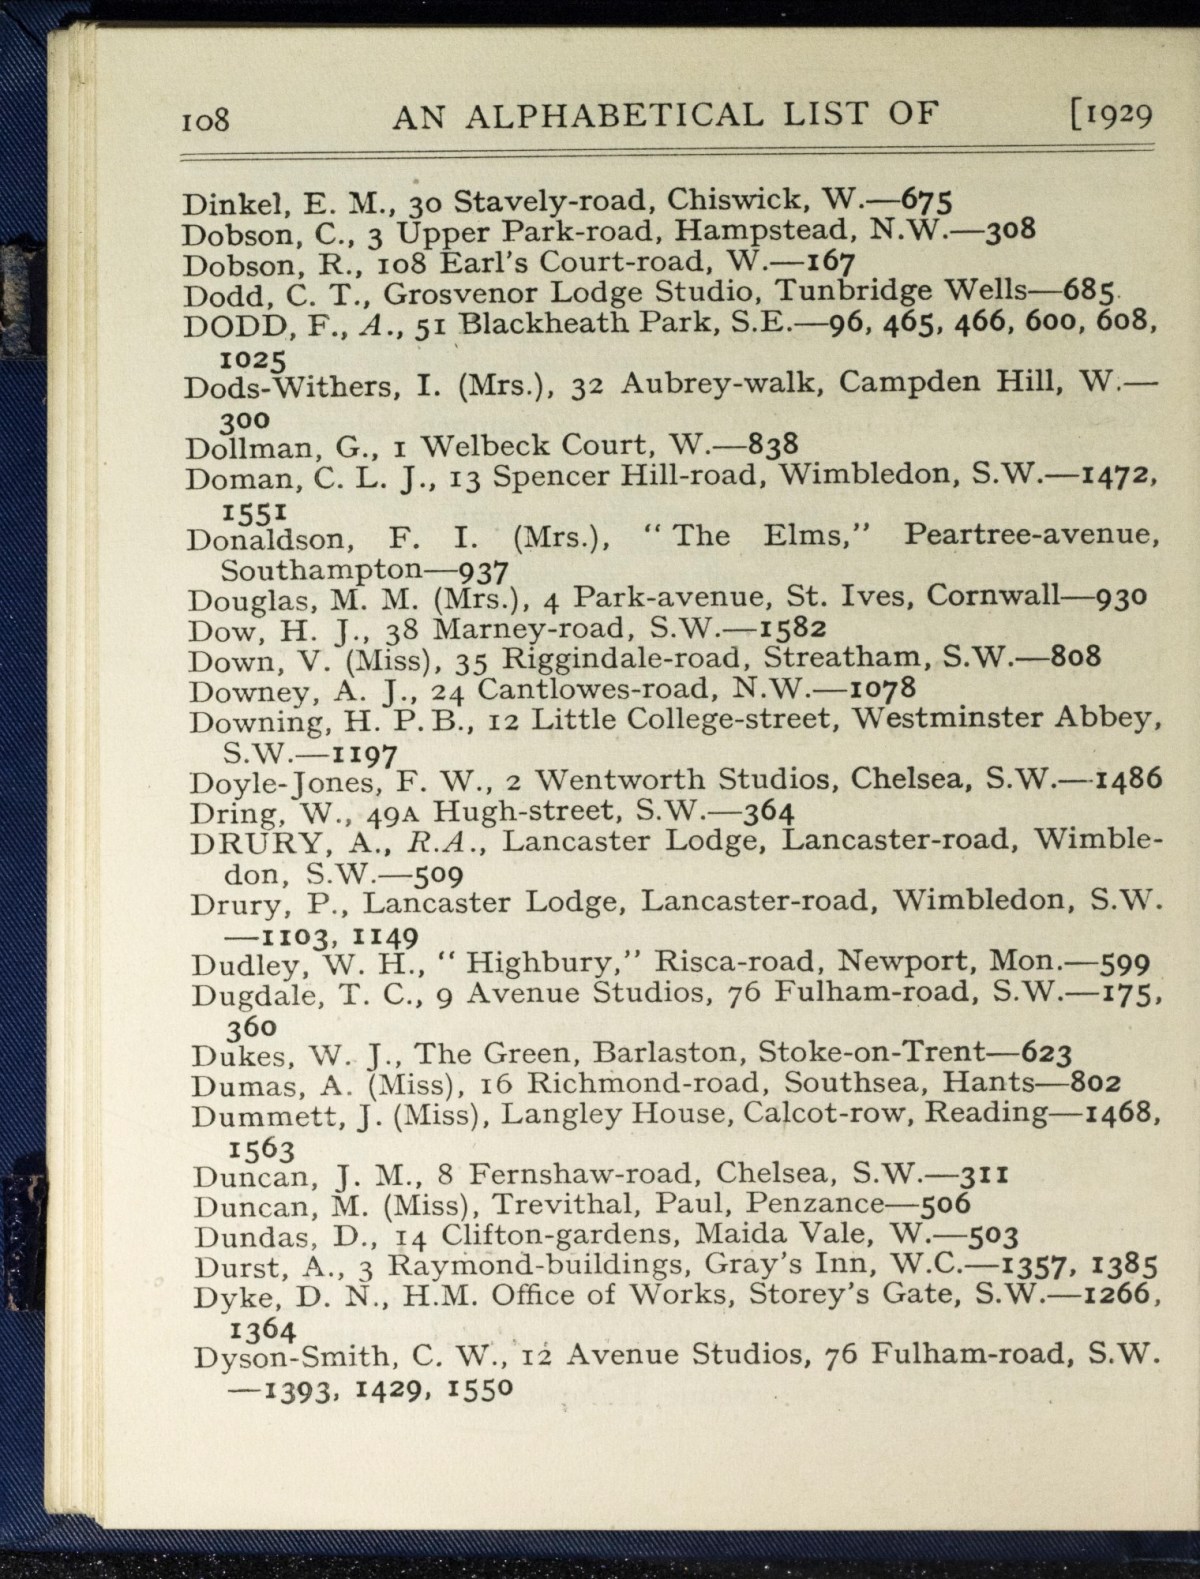 108 AN ALPHABETICAL LIST OF [1929
Dinkel, E. M., 30 Stavely-road, Chiswick, W.—675
Dobson, C., 3 Upper Park-road, Hampstead, N.W.—308
Dobson, R., 108 Earl's Court-road, W.—167
Dodd, C. T., Grosvenor Lodge Studio, Tunbridge Wells—685
DODD, F., A., 51 Blackheath Park, S.E.—96, 465, 466, 600, 608,
1025
Dods-Withers, I. (Mrs.), 32 Aubrey-walk, Campden Hill, W.—
300
Dollman, G., 1 Welbeck Court, W.—838
Doman, C. L. J., 13 Spencer Hill-road, Wimbledon, S.W.—1472,
1551
Donaldson, F. I. (Mrs.), "The Elms," Peartree-avenue,
Southampton—937
Douglas, M. M. (Mrs.), 4 Park-avenue, St. Ives, Cornwall—930
Dow, H. J., 38 Marney-road, S.W.—1582
Down, V. (Miss), 35 Riggindale-road, Streatham, S.W.—808
Downey, A. J., 24 Cantlowes-road, N.W.—1078
Downing, H. P. B., 12 Little College-street, Westminster Abbey,
S.W.—1197
Doyle-Jones, F. W., 2 Wentworth Studios, Chelsea, S.W.—1486
Dring, W., 49A Hugh-street, S.W.—364
DRURY, A., R.A., Lancaster Lodge, Lancaster-road, Wimble-
don, S.W.—509
Drury, P., Lancaster Lodge, Lancaster-road, Wimbledon, S.W.
—1103, 1149
Dudley, W. H., "Highbury," Risca-road, Newport, Mon.—599
Dugdale, T. C., 9 Avenue Studios, 76 Fulham-road, S.W.—175,
360
Dukes, W. J., The Green, Barlaston, Stoke-on-Trent—623
Dumas, A. (Miss), 16 Richmond-road, Southsea, Hants—802
Dummett, J. (Miss), Langley House, Calcot-row, Reading—1468,
1563
Duncan, J. M., 8 Fernshaw-road, Chelsea, S.W.—311
Duncan, M. (Miss), Trevithal, Paul, Penzance—506
Dundas, D., 14 Clifton-gardens, Maida Vale, W.—503
Durst, A., 3 Raymond-buildings, Gray's Inn, W.C.—1357, 1385
Dyke, D. N., H.M. Office of Works, Storey's Gate, S.W.—1266,
1364
Dyson-Smith, C. W., 12 Avenue Studios, 76 Fulham-road, S.W.
—1393, 1429, 1550